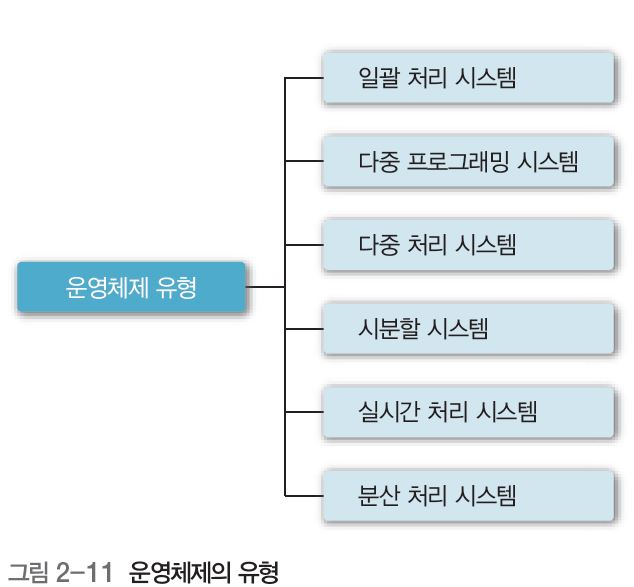 일괄 처리 시스템
다중 프로그래밍 시스템
다중 처리 시스템
운영체제 유형
시분할 시스템
실시간 처리 시스템
분산 처리 시스템
그림 2-11 운영체제의 유형